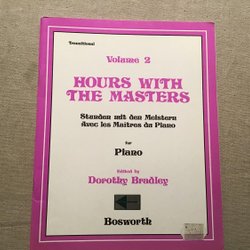 Transitional
Volume 2
HOURS WITH
THE MASTERS
Stunden mit den Meistern
Avec les Maîtres du Piano
for
Piano
Edited by
Dorothy Bradley
Bosworth